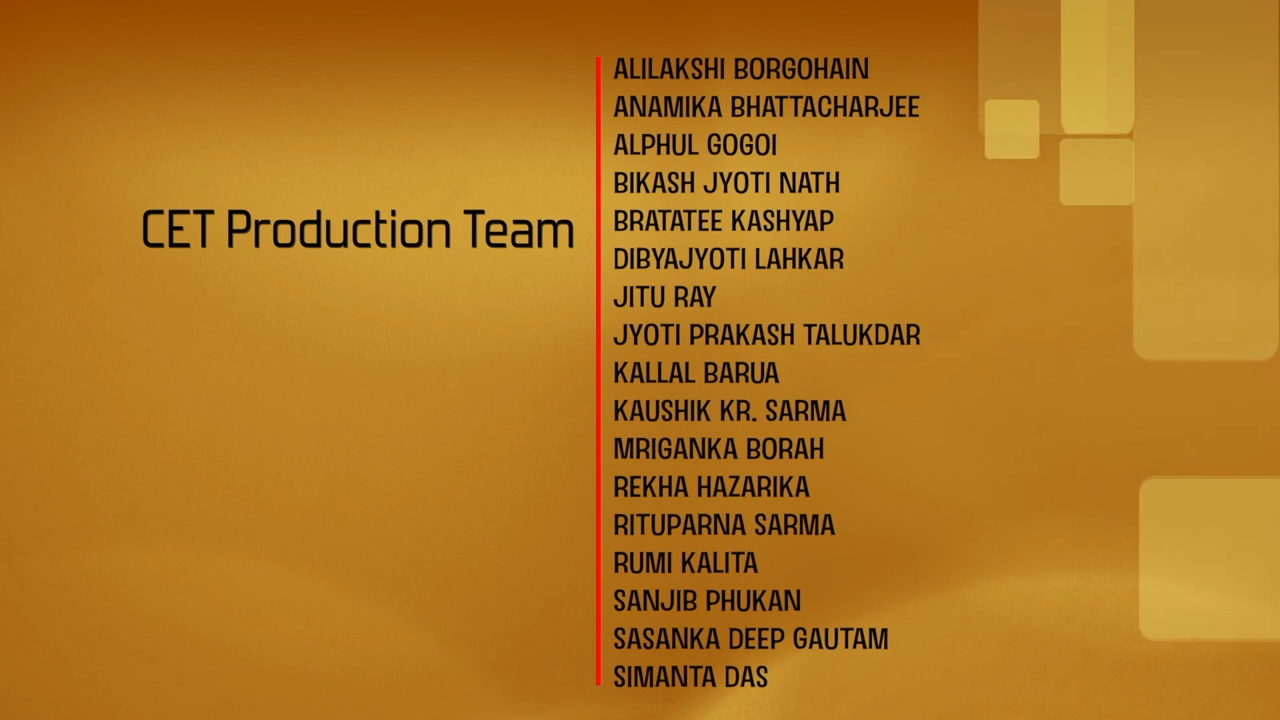 CET Production Team
ALILAKSHI BORGOHAIN
ANAMIKA BHATTACHARJEE
ALPHUL GOGOI
BIKASH JYOTI NATH
BRATATEE KASHYAP
DIBYAJYOTI LAHKAR
JITU RAY
JYOTI PRAKASH TALUKDAR
KALLAL BARUA
KAUSHIK KR. SARMA
MRIGANKA BORAH
REKHA HAZARIKA
RITUPARNA SARMA
RUMI KALITA
SANJIB PHUKAN
SASANKA DEEP GAUTAM
SIMANTA DAS